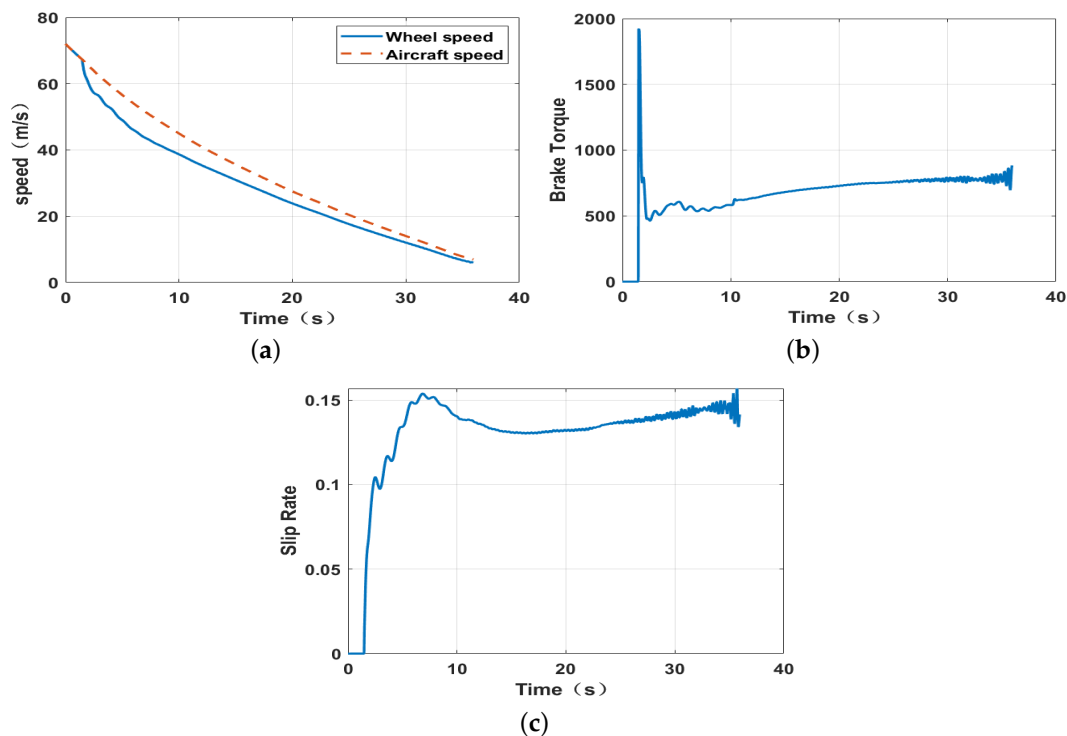 80
60
40
20
0
speed（m/s）
Wheel speed
Aircraft speed
0 10 20 30 40
Time（s）
(a)
2000
1500
1000
500
0
Brake Torque
0 10 20 30 40
Time（s）
(b)
0.15
0.1
0.05
0
Slip Rate
0 10 20 30 40
Time（s）
(c)